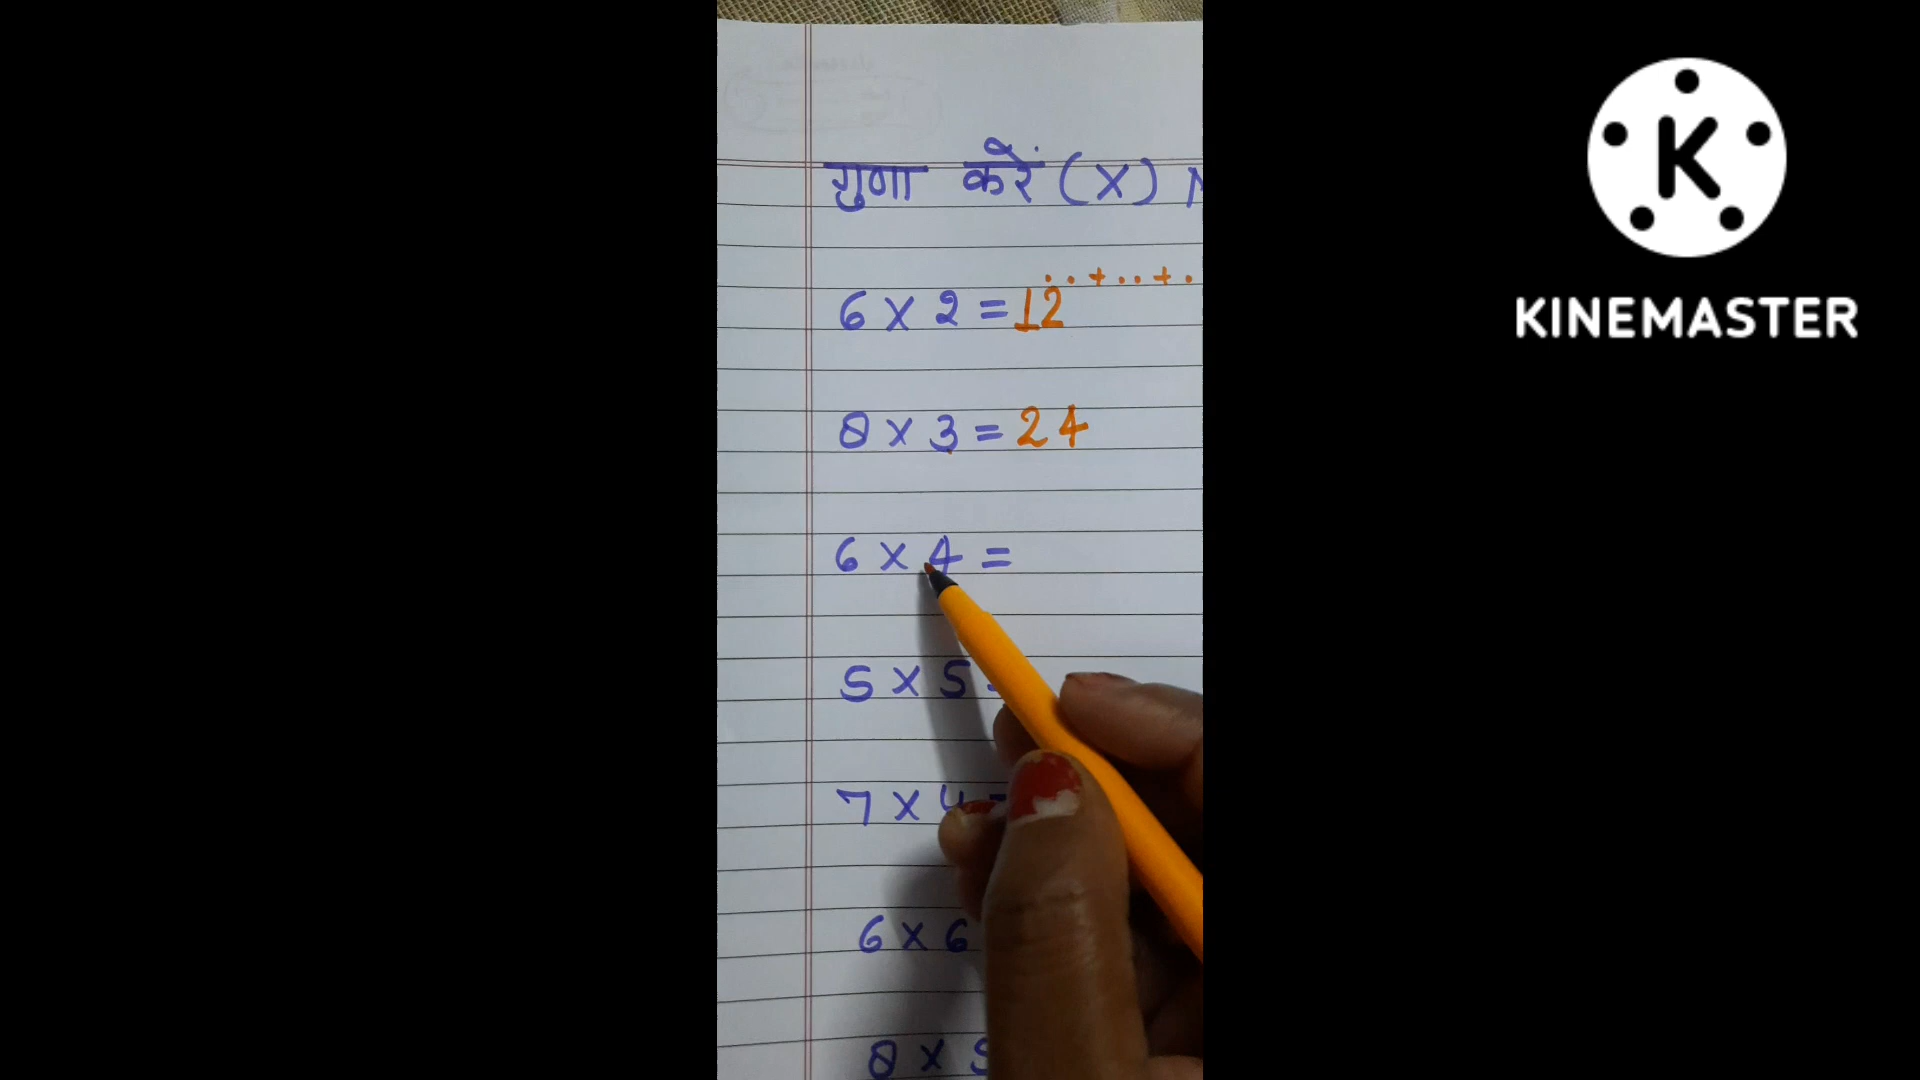 गुणा करें (X)
..+..+.
6 X 2 = 12
8 X 3 = 24
6 X 4 =
5 X 5
7 X 4 =
6 X 6
8 X
K
KINEMASTER